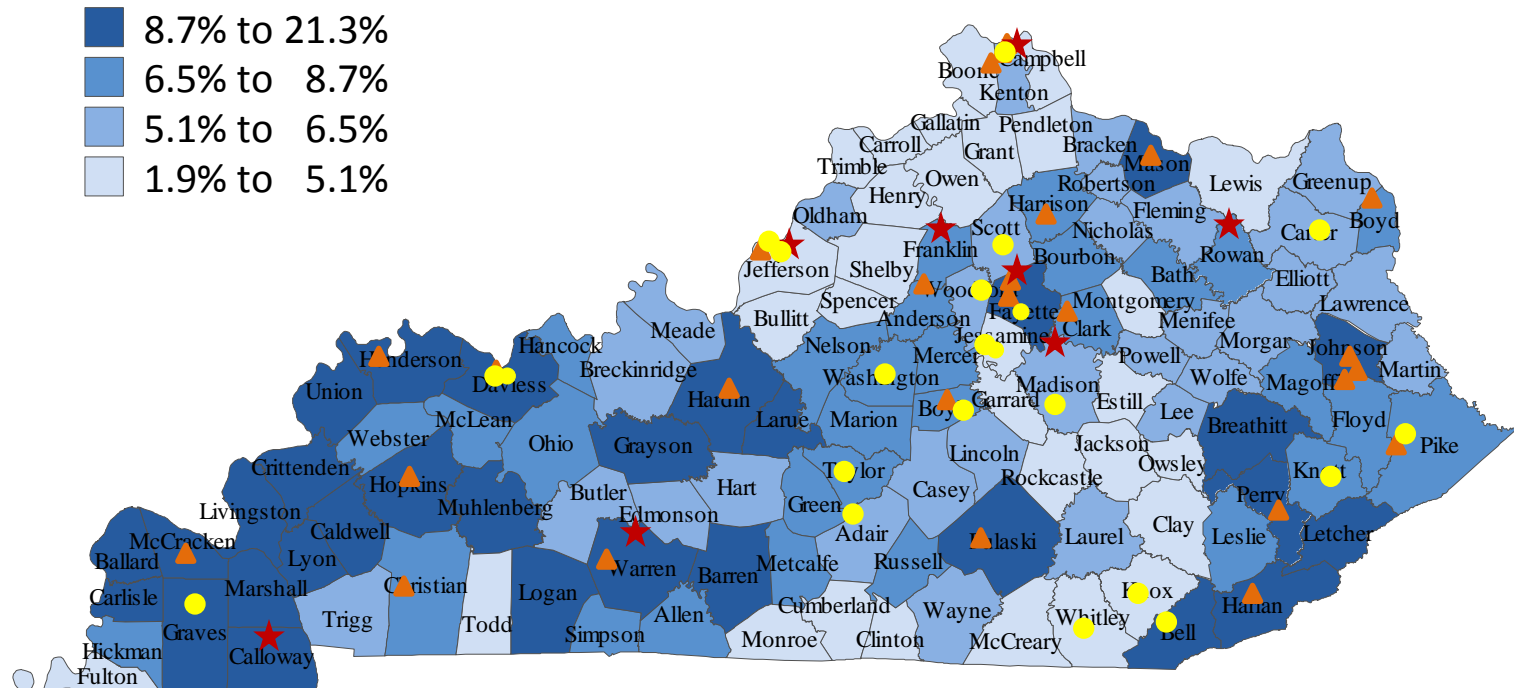 8.7% to 21.3%
6.5% to 8.7%
5.1% to 6.5%
1.9% to 5.1%
Campbell
Boone
Kenton
Gallatin
Pendleton
Carroll
Grant
Bracken
Mason
Trimble
Owen
Robertson
Lewis
Greenup
Henry
Harrison
Fleming
Oldham
Scott
Nicholas
Boyd
Carter
Franklin
Bourbon
Rowan
Jefferson
Shelby
Bath
Elliott
Woodford
Spencer
Fayette
Montgomery
Lawrence
Bullitt
Anderson
Clark
Menifee
Meade
Jessamine
Morgan
Hancock
Nelson
Mercer
Powell
Johnson
Henderson
Breckinridge
Washington
Wolfe
Magoffin
Martin
Daviess
Madison
Union
Hardin
Boyle
Garrard
Estill
Lee
McLean
Larue
Marion
Breathitt
Floyd
Webster
Ohio
Grayson
Lincoln
Jackson
Pike
Crittenden
Taylor
Rockcastle
Owsley
Knott
Hopkins
Butler
Hart
Green
Casey
Perry
Livingston
Muhlenberg
Edmonson
Clay
Caldwell
Adair
Pulaski
Laurel
Leslie
Letcher
McCracken
Ballard
Lyon
Warren
Barren
Metcalfe
Russell
Marshall
Christian
Logan
Knox
Harlan
Carlisle
Cumberland
Wayne
Whitley
Graves
Trigg
Todd
Simpson
Allen
Monroe
Clinton
McCreary
Bell
Hickman
Calloway
Fulton